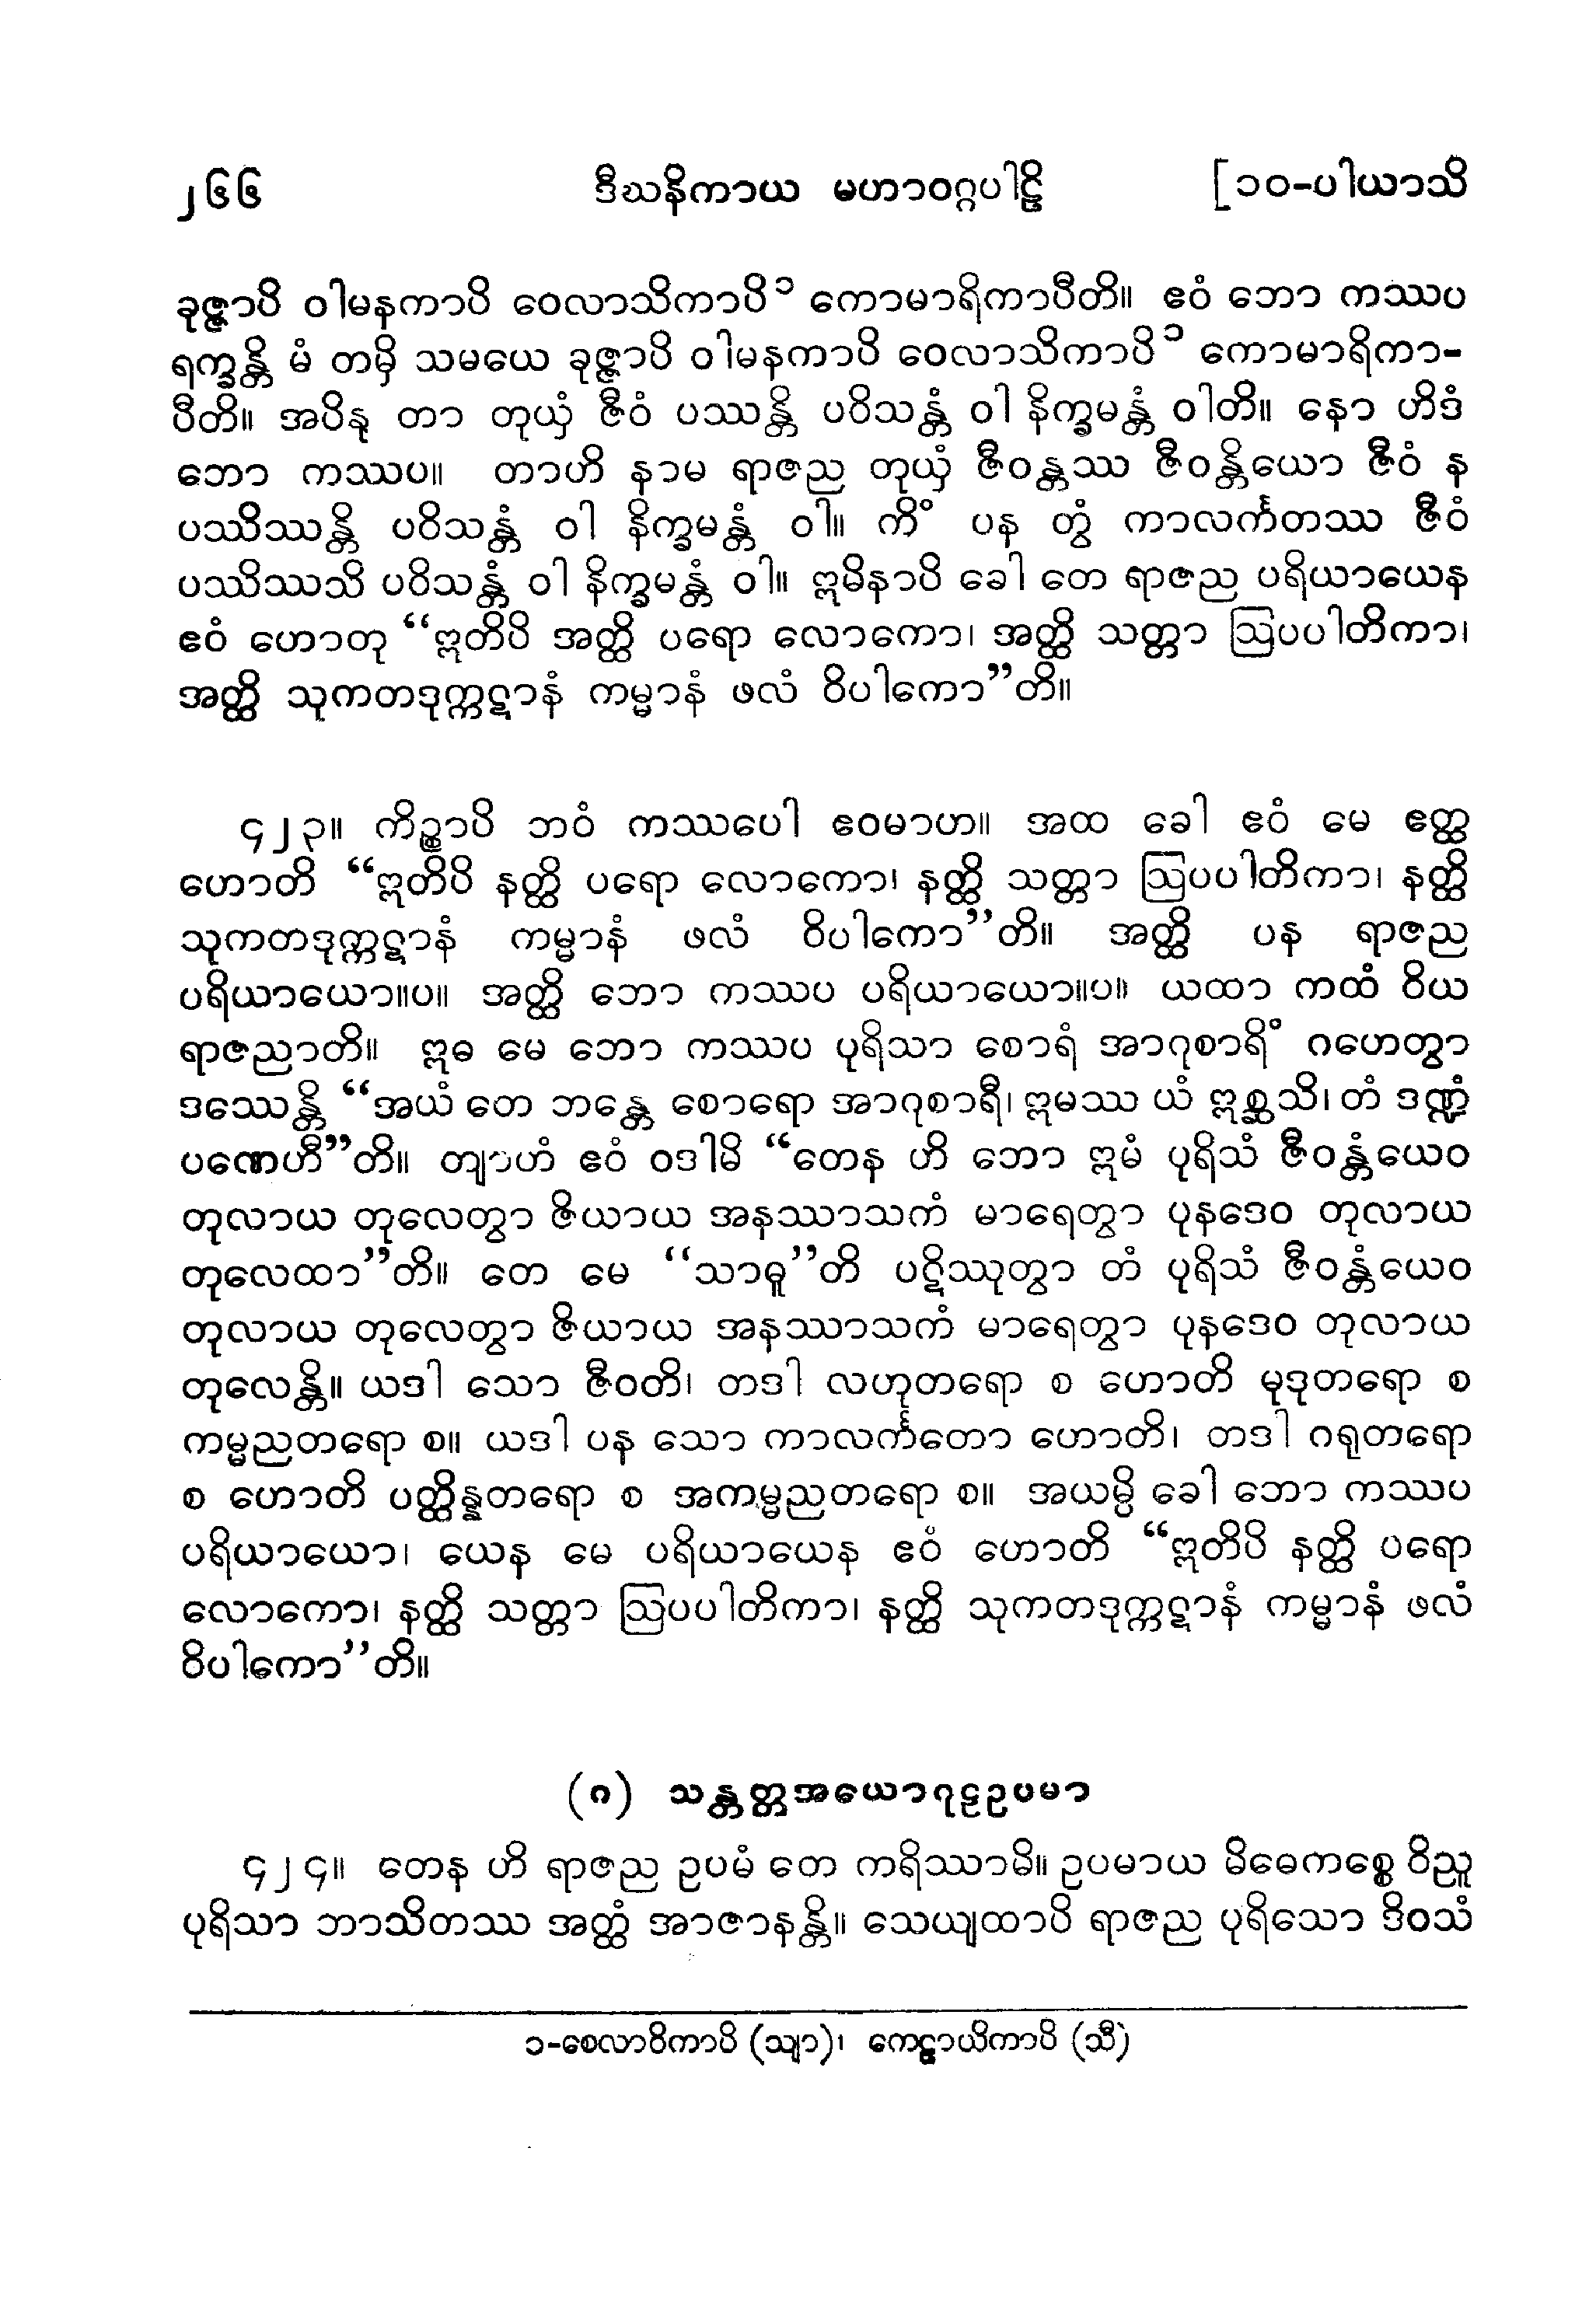 ၂၆၆ ဒီဃနိကာယ မဟာဝဂ္ဂပါဠိ [၁၀-ပါယာသိ
ခုဇ္ဇာပိ ဝါမနကာပိ ဝေလာသိကာပိ ၁ ကောမာရိကာပီတိ။ ဧဝံ ဘော ကဿပ
ရက္ခန္တိ မံ တမှိ သမယေ ခုဇ္ဇာပိ ဝါမနကာပိ ဝေလာသိကာပိ ၁ ကောမာရိကာ-
ပီတိ။ အပိနု တာ တုယှံ ဇီဝံ ပဿန္တိ ပဝိသန္တံ ဝါ နိက္ခမန္တံ ဝါတိ။ နော ဟိဒံ
ဘော ကဿပ။ တာဟိ နာမ ရာဇည တုယှံ ဇီဝန္တဿ ဇီဝန္တိယော ဇီဝံ န
ပဿိဿန္တိ ပဝိသန္တံ ဝါ နိက္ခမန္တံ ဝါ။ ကိံ ပန တွံ ကာလင်္ကတဿ ဇီဝံ
ပဿိဿသိ ပဝိသန္တံ ဝါ နိက္ခမန္တံ ဝါ။ ဣမိနာပိ ခေါ တေ ရာဇည ပရိယာယေန
ဧဝံ ဟောတု “ဣတိပိ အတ္ထိ ပရော လောကော၊ အတ္ထိ သတ္တာ ဩပပါတိကာ၊
အတ္ထိ သုကတဒုက္ကဋာနံ ကမ္မာနံ ဖလံ ဝိပါကော”တိ။
၄၂၃။ ကိဉ္စာပိ ဘဝံ ကဿပေါ ဧဝမာဟ။ အထ ခေါ ဧဝံ မေ ဧတ္ထ
ဟောတိ “ဣတိပိ နတ္ထိ ပရော လောကော၊ နတ္ထိ သတ္တာ ဩပပါတိကာ၊ နတ္ထိ
သုကတဒုက္ကဋာနံ ကမ္မာနံ ဖလံ ဝိပါကော”တိ။ အတ္ထိ ပန ရာဇည
ပရိယာယော။ပ။ အတ္ထိ ဘော ကဿပ ပရိယာယော။ပ။ ယထာ ကထံ ဝိယ
ရာဇညာတိ။ ဣဓ မေ ဘော ကဿပ ပုရိသာ စောရံ အာဂုစာရိံ ဂဟေတွာ
ဒဿေန္တိ “အယံ တေ ဘန္တေ စောရော အာဂုစာရီ၊ ဣမဿ ယံ ဣစ္ဆသိ၊ တံ ဒဏ္ဍံ
ပဏေဟီ”တိ။ တျာဟံ ဧဝံ ဝဒါမိ “တေန ဟိ ဘော ဣမံ ပုရိသံ ဇီဝန္တံယေဝ
တုလာယ တုလေတွာ ဇိယာယ အနဿာသကံ မာရေတွာ ပုနဒေဝ တုလာယ
တုလေထာ”တိ။ တေ မေ “သာဓူ”တိ ပဋိဿုတွာ တံ ပုရိသံ ဇီဝန္တံယေဝ
တုလာယ တုလေတွာ ဇိယာယ အနဿာသကံ မာရေတွာ ပုနဒေဝ တုလာယ
တုလေန္တိ။ ယဒါ သော ဇီဝတိ၊ တဒါ လဟုတရော စ ဟောတိ မုဒုတရော စ
ကမ္မညတရော စ။ ယဒါ ပန သော ကာလင်္ကတော ဟောတိ၊ တဒါ ဂရုတရော
စ ဟောတိ ပတ္ထိန္နတရော စ အကမ္မညတရော စ။ အယမ္ပိ ခေါ ဘော ကဿပ
ပရိယာယော၊ ယေန မေ ပရိယာယေန ဧဝံ ဟောတိ “ဣတိပိ နတ္ထိ ပရော
လောကော၊ နတ္ထိ သတ္တာ ဩပပါတိကာ၊ နတ္ထိ သုကတဒုက္ကဋာနံ ကမ္မာနံ ဖလံ
ဝိပါကော”တိ။
(ဂ) သန္တတ္တအယောဂုဠဥပမာ
၄၂၄။ တေန ဟိ ရာဇည ဥပမံ တေ ကရိဿာမိ။ ဥပမာယ မိဓေကစ္စေ ဝိညူ
ပုရိသာ ဘာသိတဿ အတ္ထံ အာဇာနန္တိ။ သေယျထာပိ ရာဇည ပုရိသော ဒိဝသံ
၁-စေလာဝိကာပိ (သျာ)၊ ကေဠာယိကာပိ (သီ)